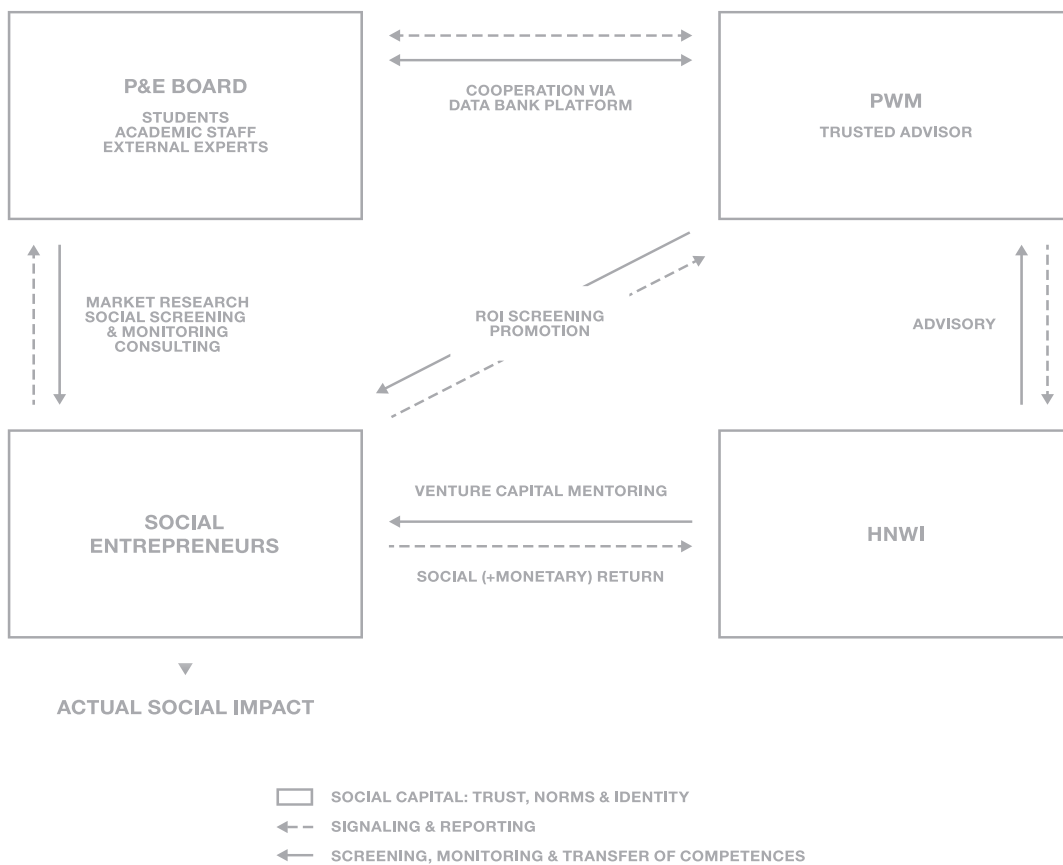 P&E BOARD
STUDENTS
ACADEMIC STAFF
EXTERNAL EXPERTS
COOPERATION VIA
DATA BANK PLATFORM
PWM
TRUSTED ADVISOR
MARKET RESEARCH
SOCIAL SCREENING
& MONITORING
CONSULTING
ROI SCREENING
PROMOTION
ADVISORY
SOCIAL
ENTREPRENEURS
VENTURE CAPITAL MENTORING
SOCIAL (+MONETARY) RETURN
HNWI
ACTUAL SOCIAL IMPACT
SOCIAL CAPITAL: TRUST, NORMS & IDENTITY
SIGNALING & REPORTING
SCREENING, MONITORING & TRANSFER OF COMPETENCES